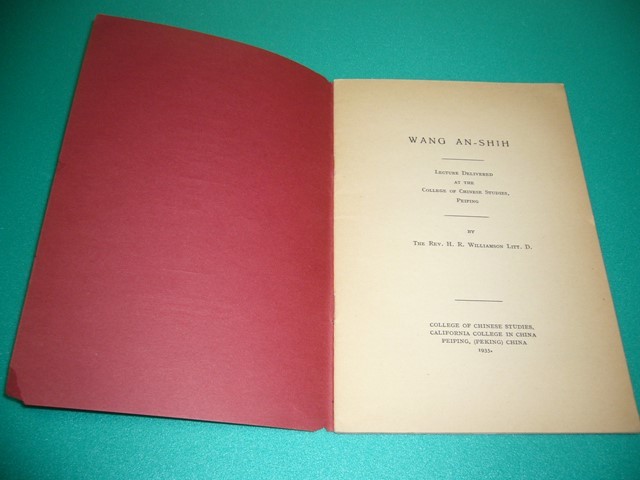 WANG AN-SHIH
LECTURE DELIVERED
AT THE
COLLEGE OF CHINESE STUDIES,
PEIPING
BY
THE REV. H. R. WILLIAMSON LITT. D.
COLLEGE OF CHINESE STUDIES,
CALIFORNIA COLLEGE IN CHINA
PEIPING, (PEKING) CHINA
1935.